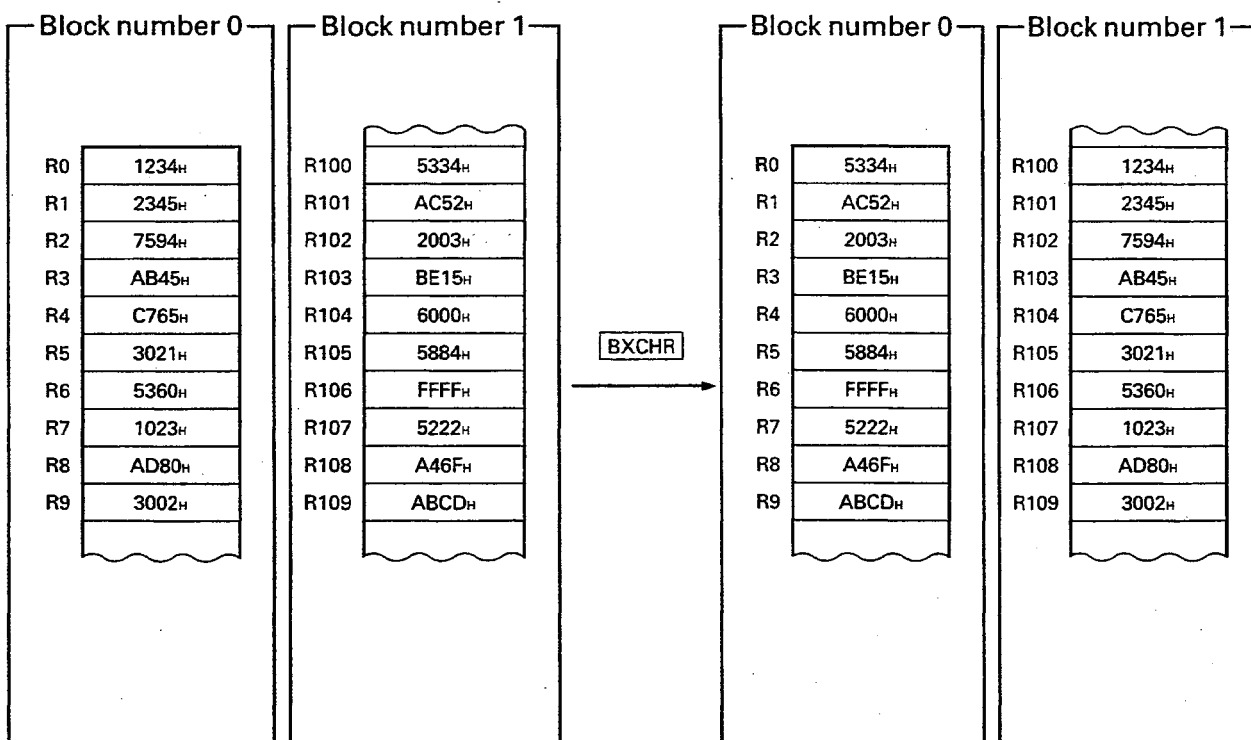 Block number 0 Block number 1 Block number 0 Block number 1
R0 1234H R100 5334H R0 5334H R100 1234H
R1 2345H R101 AC52H R1 AC52H R101 2345H
R2 7594H R102 2003H R2 2003H R102 7594H
R3 AB45H R103 BE15H R3 BE15H R103 AB45H
R4 C765H R104 6000H R4 6000H R104 C765H
R5 3021H R105 5884H BXCHR R5 5884H R105 3021H
R6 5360H R106 FFFFH R6 FFFFH R106 5360H
R7 1023H R107 5222H R7 5222H R107 1023H
R8 AD80H R108 A46FH R8 A46FH R108 AD80H
R9 3002H R109 ABCDH R9 ABCDH R109 3002H